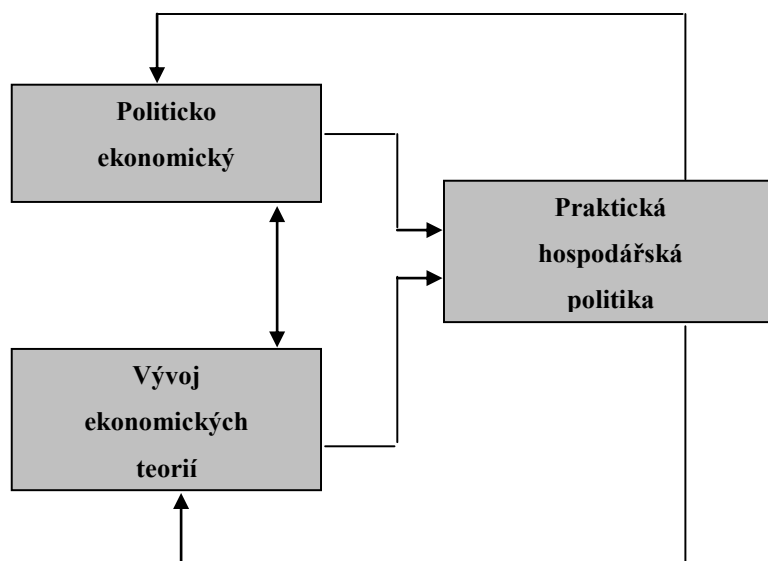 Politicko
ekonomický
Praktická
hospodářská
politika
Vývoj
ekonomických
teorií